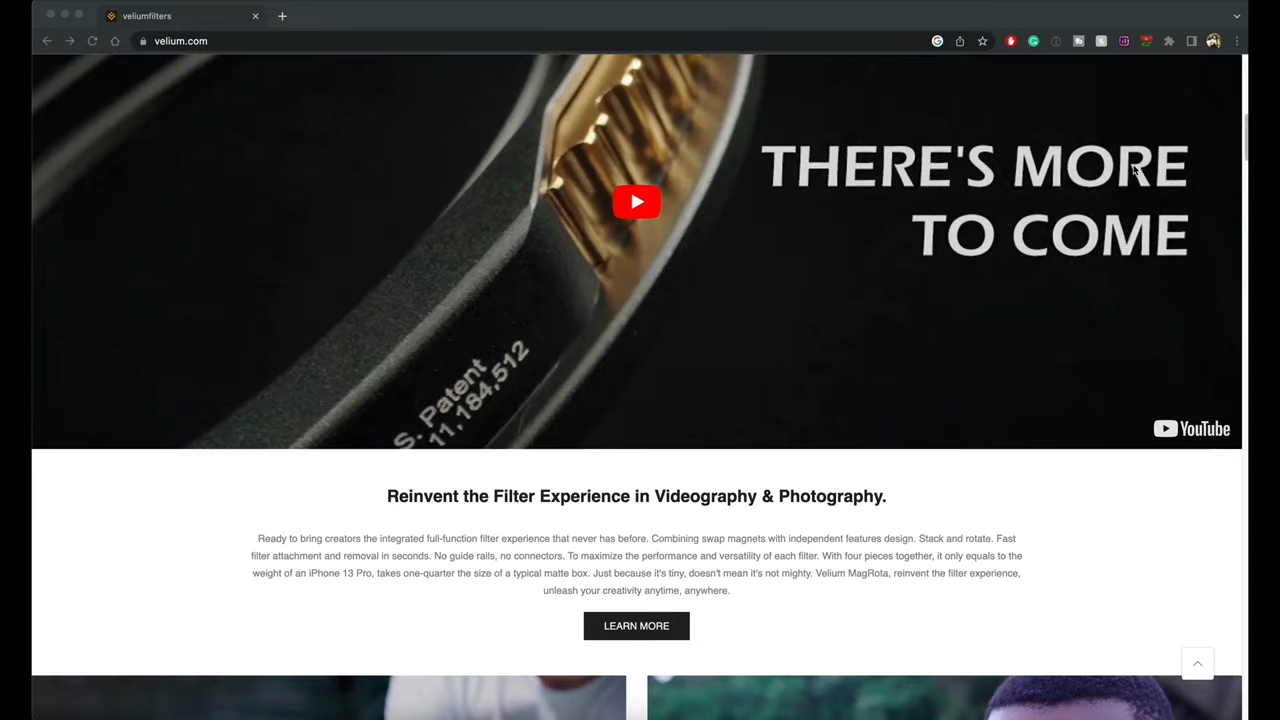 veliumfilters
velium.com
THERE'S MORE
TO COME
S. Patent
11,184,512
YouTube
Reinvent the Filter Experience in Videography & Photography.
Ready to bring creators the integrated full-function filter experience that never has before. Combining swap magnets with independent features design. Stack and rotate. Fast
filter attachment and removal in seconds. No guide rails, no connectors. To maximize the performance and versatility of each filter. With four pieces together, it only equals to the
weight of an iPhone 13 Pro, takes one-quarter the size of a typical matte box. Just because it's tiny, doesn't mean it's not mighty. Velium MagRota, reinvent the filter experience,
unleash your creativity anytime, anywhere.
LEARN MORE